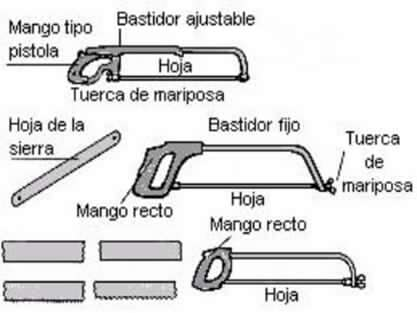 Bastidor ajustable
Mango tipo
pistola
Hoja
Tuerca de mariposa
Hoja de la
sierra
Bastidor fijo
Tuerca
de
mariposa
Hoja
Mango recto
Mango recto
Hoja